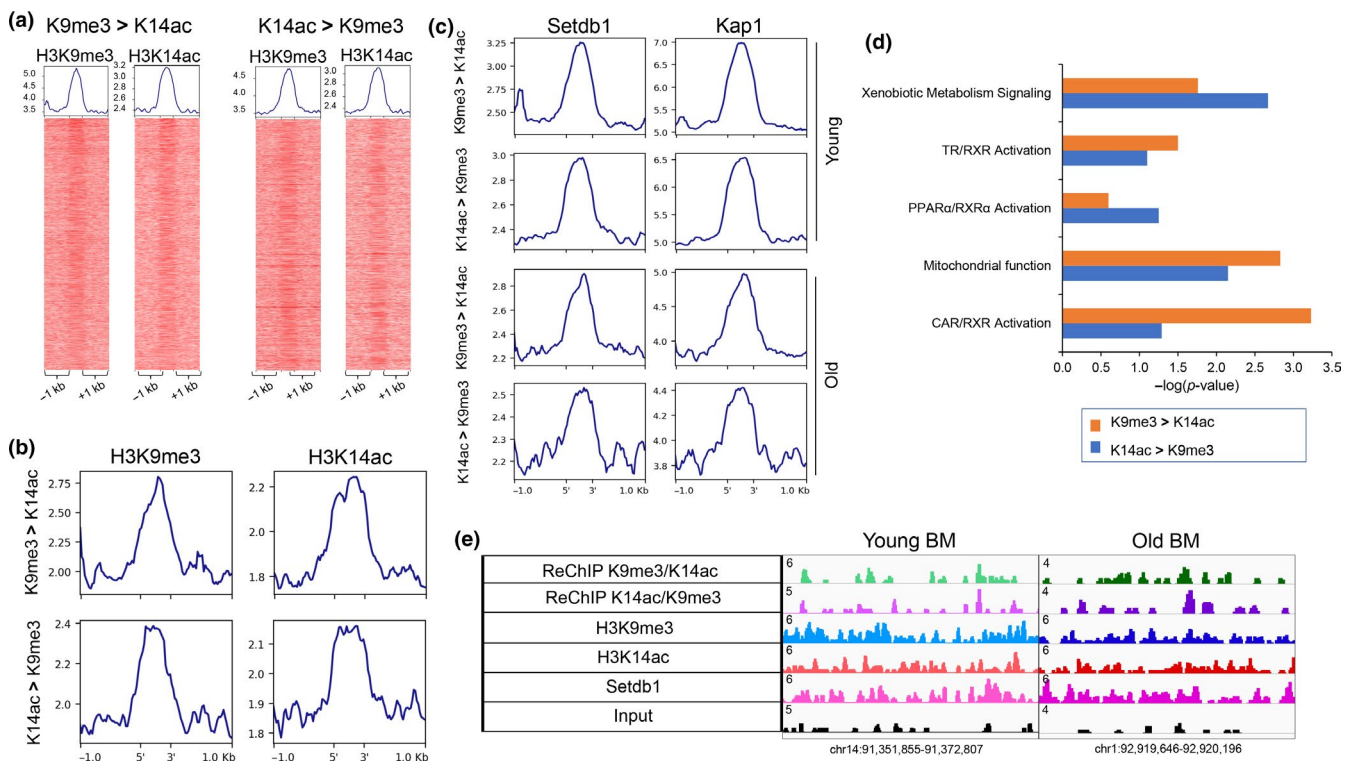 (a)
K9me3 > K14ac
K14ac > K9me3
H3K9me3
H3K14ac
H3K9me3
H3K14ac
5.0
4.5
4.0
3.5
3.2
3.0
2.8
2.6
2.4
4.5
4.0
3.5
3.2
3.0
2.8
2.6
2.4
−1 kb
+1 kb
−1 kb
+1 kb
−1 kb
+1 kb
−1 kb
+1 kb
(b)
H3K9me3
H3K14ac
K9me3 > K14ac
2.75
2.50
2.25
2.00
2.2
2.0
1.8
K14ac > K9me3
2.4
2.2
2.0
2.1
2.0
1.9
1.8
−1.0
5'
3'
1.0 Kb
−1.0
5'
3'
1.0 Kb
(c)
Setdb1
Kap1
K9me3 > K14ac
3.25
3.00
2.75
2.50
7.0
6.5
6.0
5.5
5.0
K14ac > K9me3
3.0
2.8
2.6
2.4
6.5
6.0
5.5
5.0
Young
K9me3 > K14ac
2.8
2.6
2.4
2.2
5.0
4.5
4.0
K14ac > K9me3
2.5
2.4
2.3
2.2
4.4
4.2
4.0
3.8
Old
−1.0
5'
3'
1.0 Kb
−1.0
5'
3'
1.0 Kb
(d)
Xenobiotic Metabolism Signaling
TR/RXR Activation
PPARα/RXRα Activation
Mitochondrial function
CAR/RXR Activation
0.0 0.5 1.0 1.5 2.0 2.5 3.0 3.5
−log(p-value)
K9me3 > K14ac
K14ac > K9me3
(e)
Young BM
Old BM
ReChIP K9me3/K14ac
6
4
ReChIP K14ac/K9me3
5
4
H3K9me3
6
6
H3K14ac
6
6
Setdb1
6
6
Input
5
4
chr14:91,351,855-91,372,807
chr1:92,919,646-92,920,196